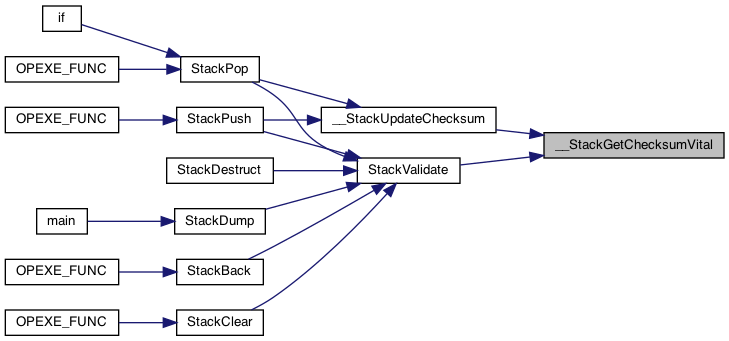 if
OPEXE_FUNC
StackPop
OPEXE_FUNC
StackPush
__StackUpdateChecksum
__StackGetChecksumVital
StackDestruct
StackValidate
main
StackDump
OPEXE_FUNC
StackBack
OPEXE_FUNC
StackClear